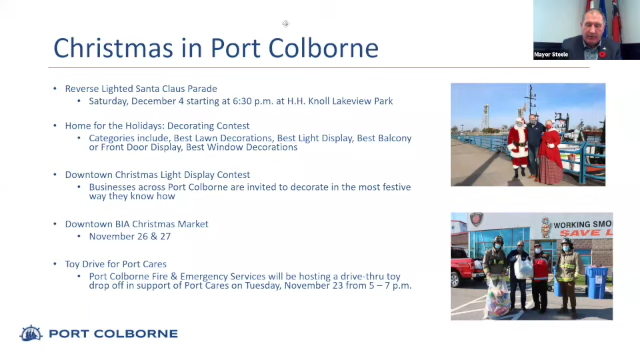 Christmas in Port Colborne
Mayor Steele
• Reverse Lighted Santa Claus Parade
• Saturday, December 4 starting at 6:30 p.m. at H.H. Knoll Lakeview Park
• Home for the Holidays: Decorating Contest
• Categories include, Best Lawn Decorations, Best Light Display, Best Balcony
or Front Door Display, Best Window Decorations
• Downtown Christmas Light Display Contest
• Businesses across Port Colborne are invited to decorate in the most festive
way they know how
• Downtown BIA Christmas Market
• November 26 & 27
• Toy Drive for Port Cares
• Port Colborne Fire & Emergency Services will be hosting a drive-thru toy
drop off in support of Port Cares on Tuesday, November 23 from 5 – 7 p.m.
WORKING SMO
SAVE L
PORT COLBORNE